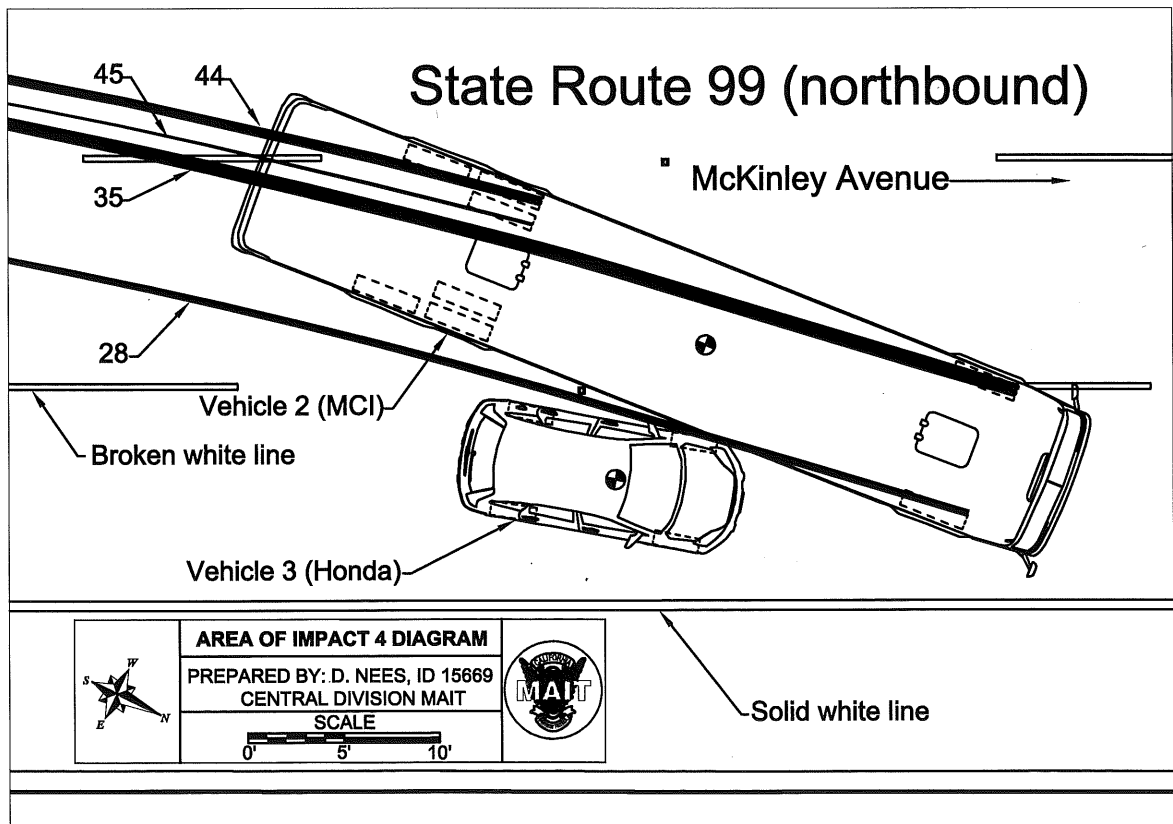 State Route 99 (northbound)
45
44
McKinley Avenue
35
28
Vehicle 2 (MCI)
Broken white line
Vehicle 3 (Honda)
AREA OF IMPACT 4 DIAGRAM
PREPARED BY: D. NEES, ID 15669
CENTRAL DIVISION MAIT
SCALE
0' 5' 10'
W
S
E
N
CALIFORNIA
MAIT
Solid white line